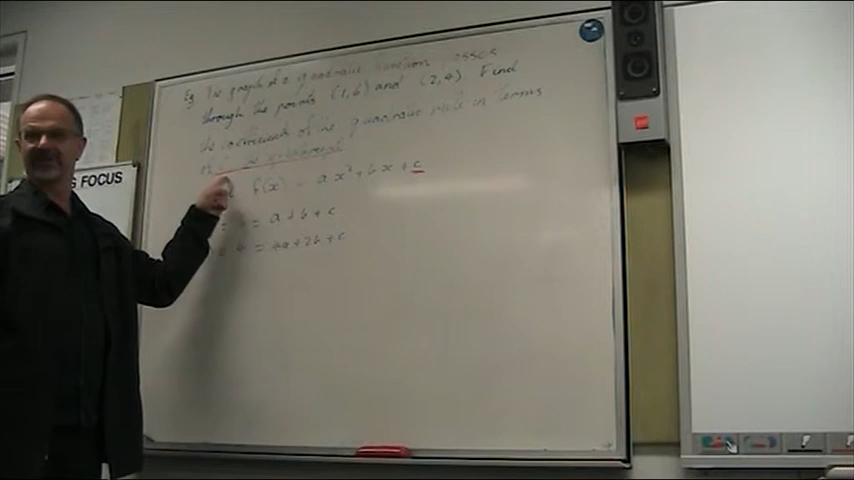 Eg The graph of a quadratic function passes
through the points (1,6) and (2,4) Find
the coefficients of the quadratic rule in terms
f(x) = ax² + bx + c
= a + b + c
4 = 4a + 2b + c
G FOCUS